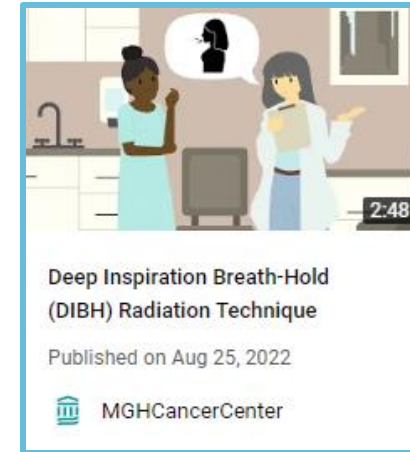 2:48
Deep Inspiration Breath-Hold
(DIBH) Radiation Technique
Published on Aug 25, 2022
MGHCancerCenter